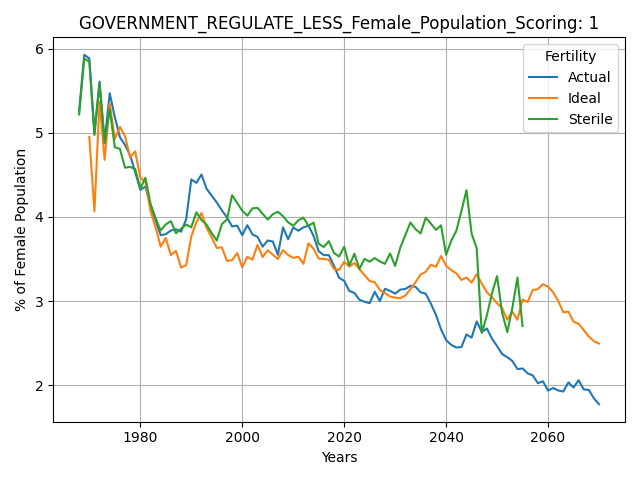 GOVERNMENT_REGULATE_LESS_Female_Population_Scoring: 1
Fertility
Actual
Ideal
Sterile
% of Female Population
6
5
4
3
2
1980
2000
2020
2040
2060
Years